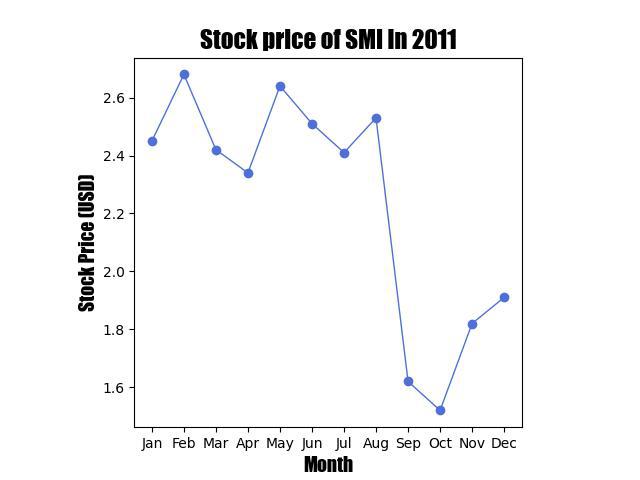 Stock price of SMI in 2011
Stock Price (USD)
2.6
2.4
2.2
2.0
1.8
1.6
Jan Feb Mar Apr May Jun Jul Aug Sep Oct Nov Dec
Month